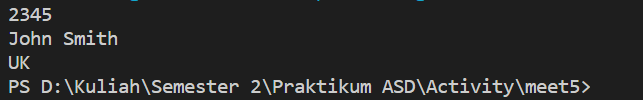 2345
John Smith
UK
PS D:\Kuliah\Semester 2\Praktikum ASD\Activity\meet5>